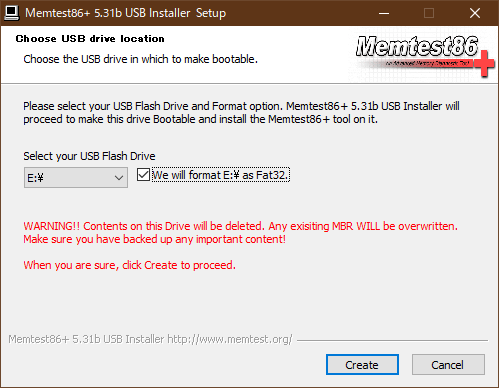 Memtest86+ 5.31b USB Installer Setup
Choose USB drive location
Choose the USB drive in which to make bootable.
Memtest86
+
An Advanced Memory Diagnostic Tool
Please select your USB Flash Drive and Format option. Memtest86+ 5.31b USB Installer will
proceed to make this drive Bootable and install the Memtest86+ tool on it.
Select your USB Flash Drive
E:¥
We will format E:¥ as Fat32.
WARNING!! Contents on this Drive will be deleted. Any exisiting MBR WILL be overwritten.
Make sure you have backed up any important content!
When you are sure, click Create to proceed.
Memtest86+ 5.31b USB Installer http://www.memtest.org/
Create
Cancel